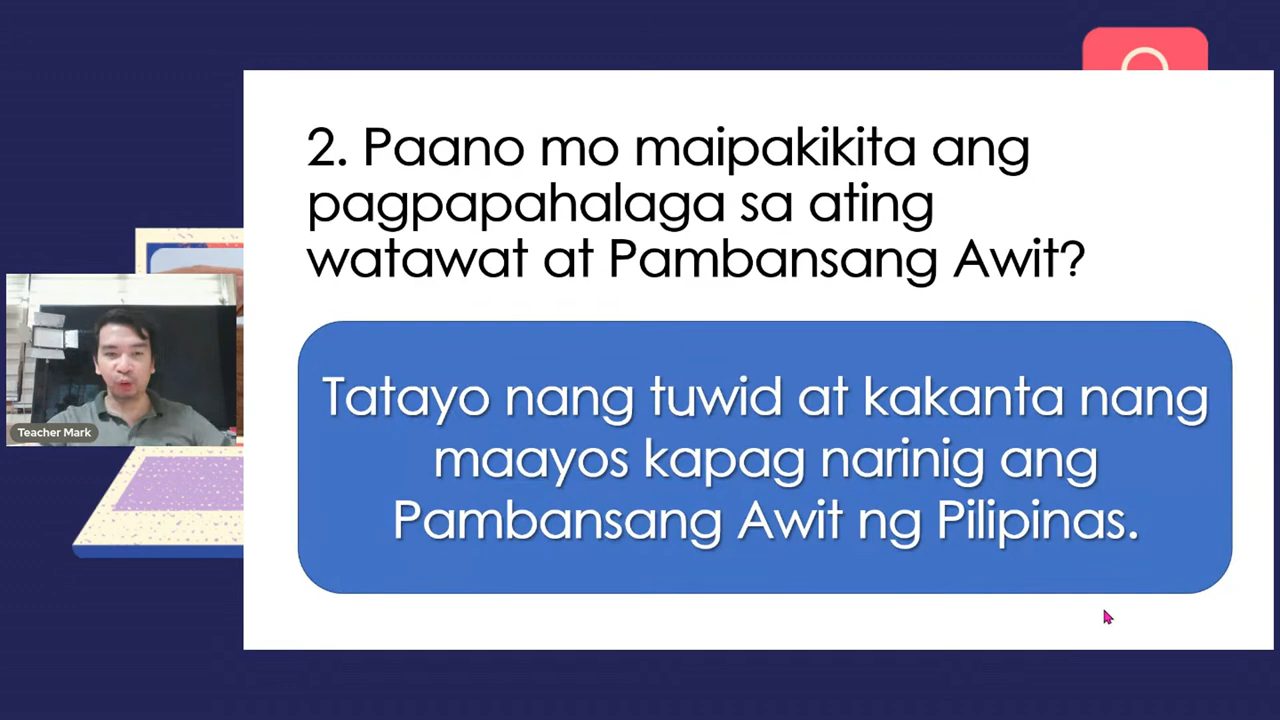 2. Paano mo maipakikita ang
pagpapahalaga sa ating
watawat at Pambansang Awit?
Tatayo nang tuwid at kakanta nang
maayos kapag narinig ang
Pambansang Awit ng Pilipinas.
Teacher Mark